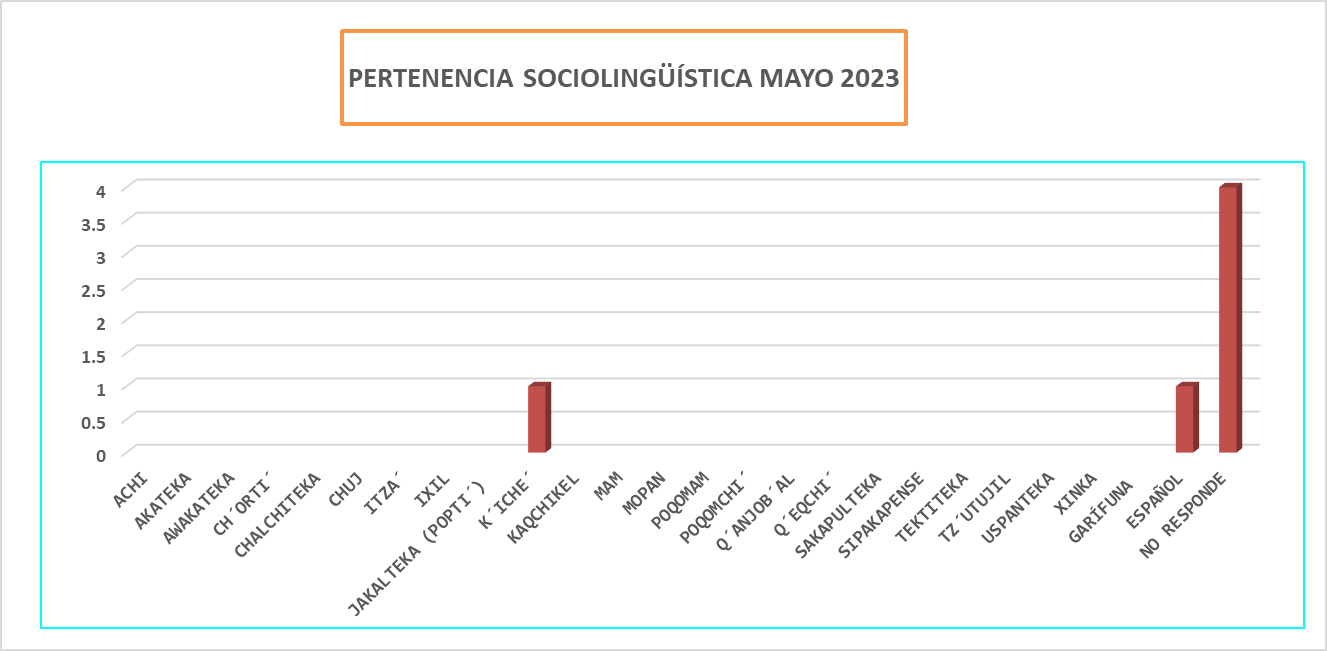 PERTENENCIA SOCIOLINGÜÍSTICA MAYO 2023
4
3.5
3
2.5
2
1.5
1
0.5
0
ACHI
AKATEKA
AWAKATEKA
CH´ORTI´
CHALCHITEKA
CHUJ
ITZA´
IXIL
JAKALTEKA (POPTI´)
K´ICHE´
KAQCHIKEL
MAM
MOPAN
POQOMAM
POQOMCHI´
Q´ANJOB´AL
Q´EQCHI´
SAKAPULTEKA
SIPAKAPENSE
TEKTITEKA
TZ´UTUJIL
USPANTEKA
XINKA
GARÍFUNA
ESPAÑOL
NO RESPONDE